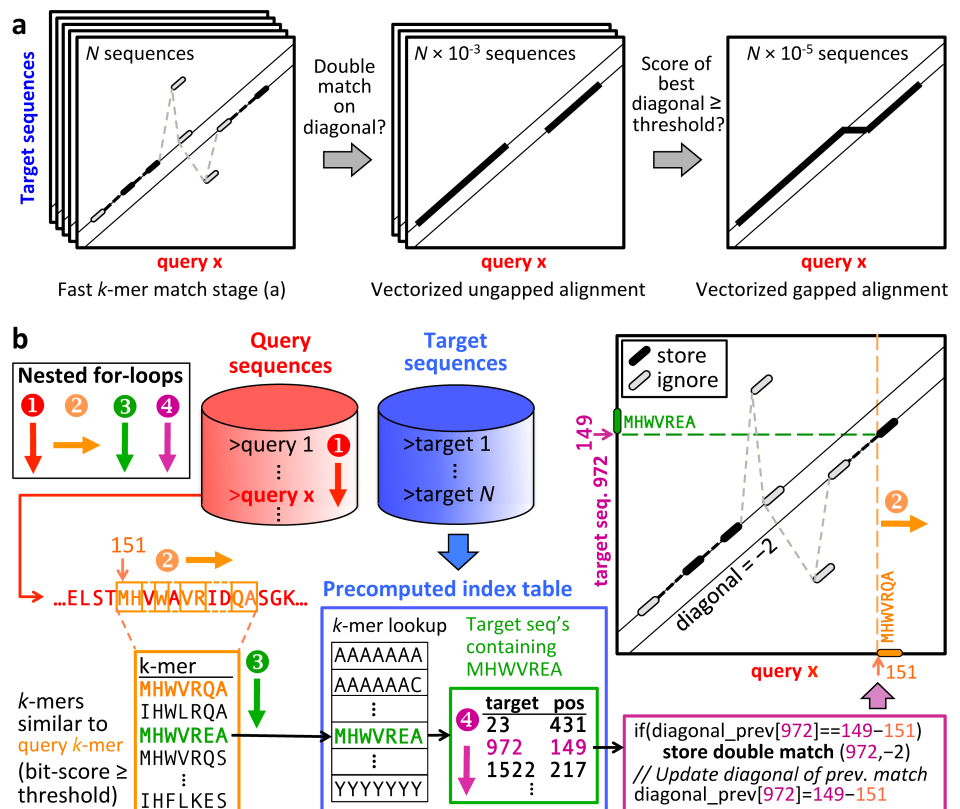 a
Target sequences
N sequences
Double
match
on
diagonal?
N × 10-3 sequences
Score of
best
diagonal ≥
threshold?
N × 10-5 sequences
query x
query x
query x
Fast k-mer match stage (a)
Vectorized ungapped alignment
Vectorized gapped alignment
b
Nested for-loops
1 2 3 4
Query
sequences
>query 1
⋮
>query x
⋮
1
Target
sequences
>target 1
⋮
>target N
store
ignore
MHWVREA
149
target seq. 972
diagonal = −2
2
MHWVRQA
query x
151
151
2
…ELSTMHVWAVRIDQASGK…
k-mers
similar to
query k-mer
(bit-score ≥
threshold)
k-mer
MHWVRQA
IHWLRQA
MHWVREA
MHWVRQS
⋮
IHFLKES
3
Precomputed index table
k-mer lookup
AAAAAAA
AAAAAAC
⋮
MHWVREA
⋮
YYYYYYY
Target seq’s
containing
MHWVREA
4
target pos
23 431
972 149
1522 217
⋮
if(diagonal_prev[972]==149−151)
store double match (972,−2)
// Update diagonal of prev. match
diagonal_prev[972]=149−151